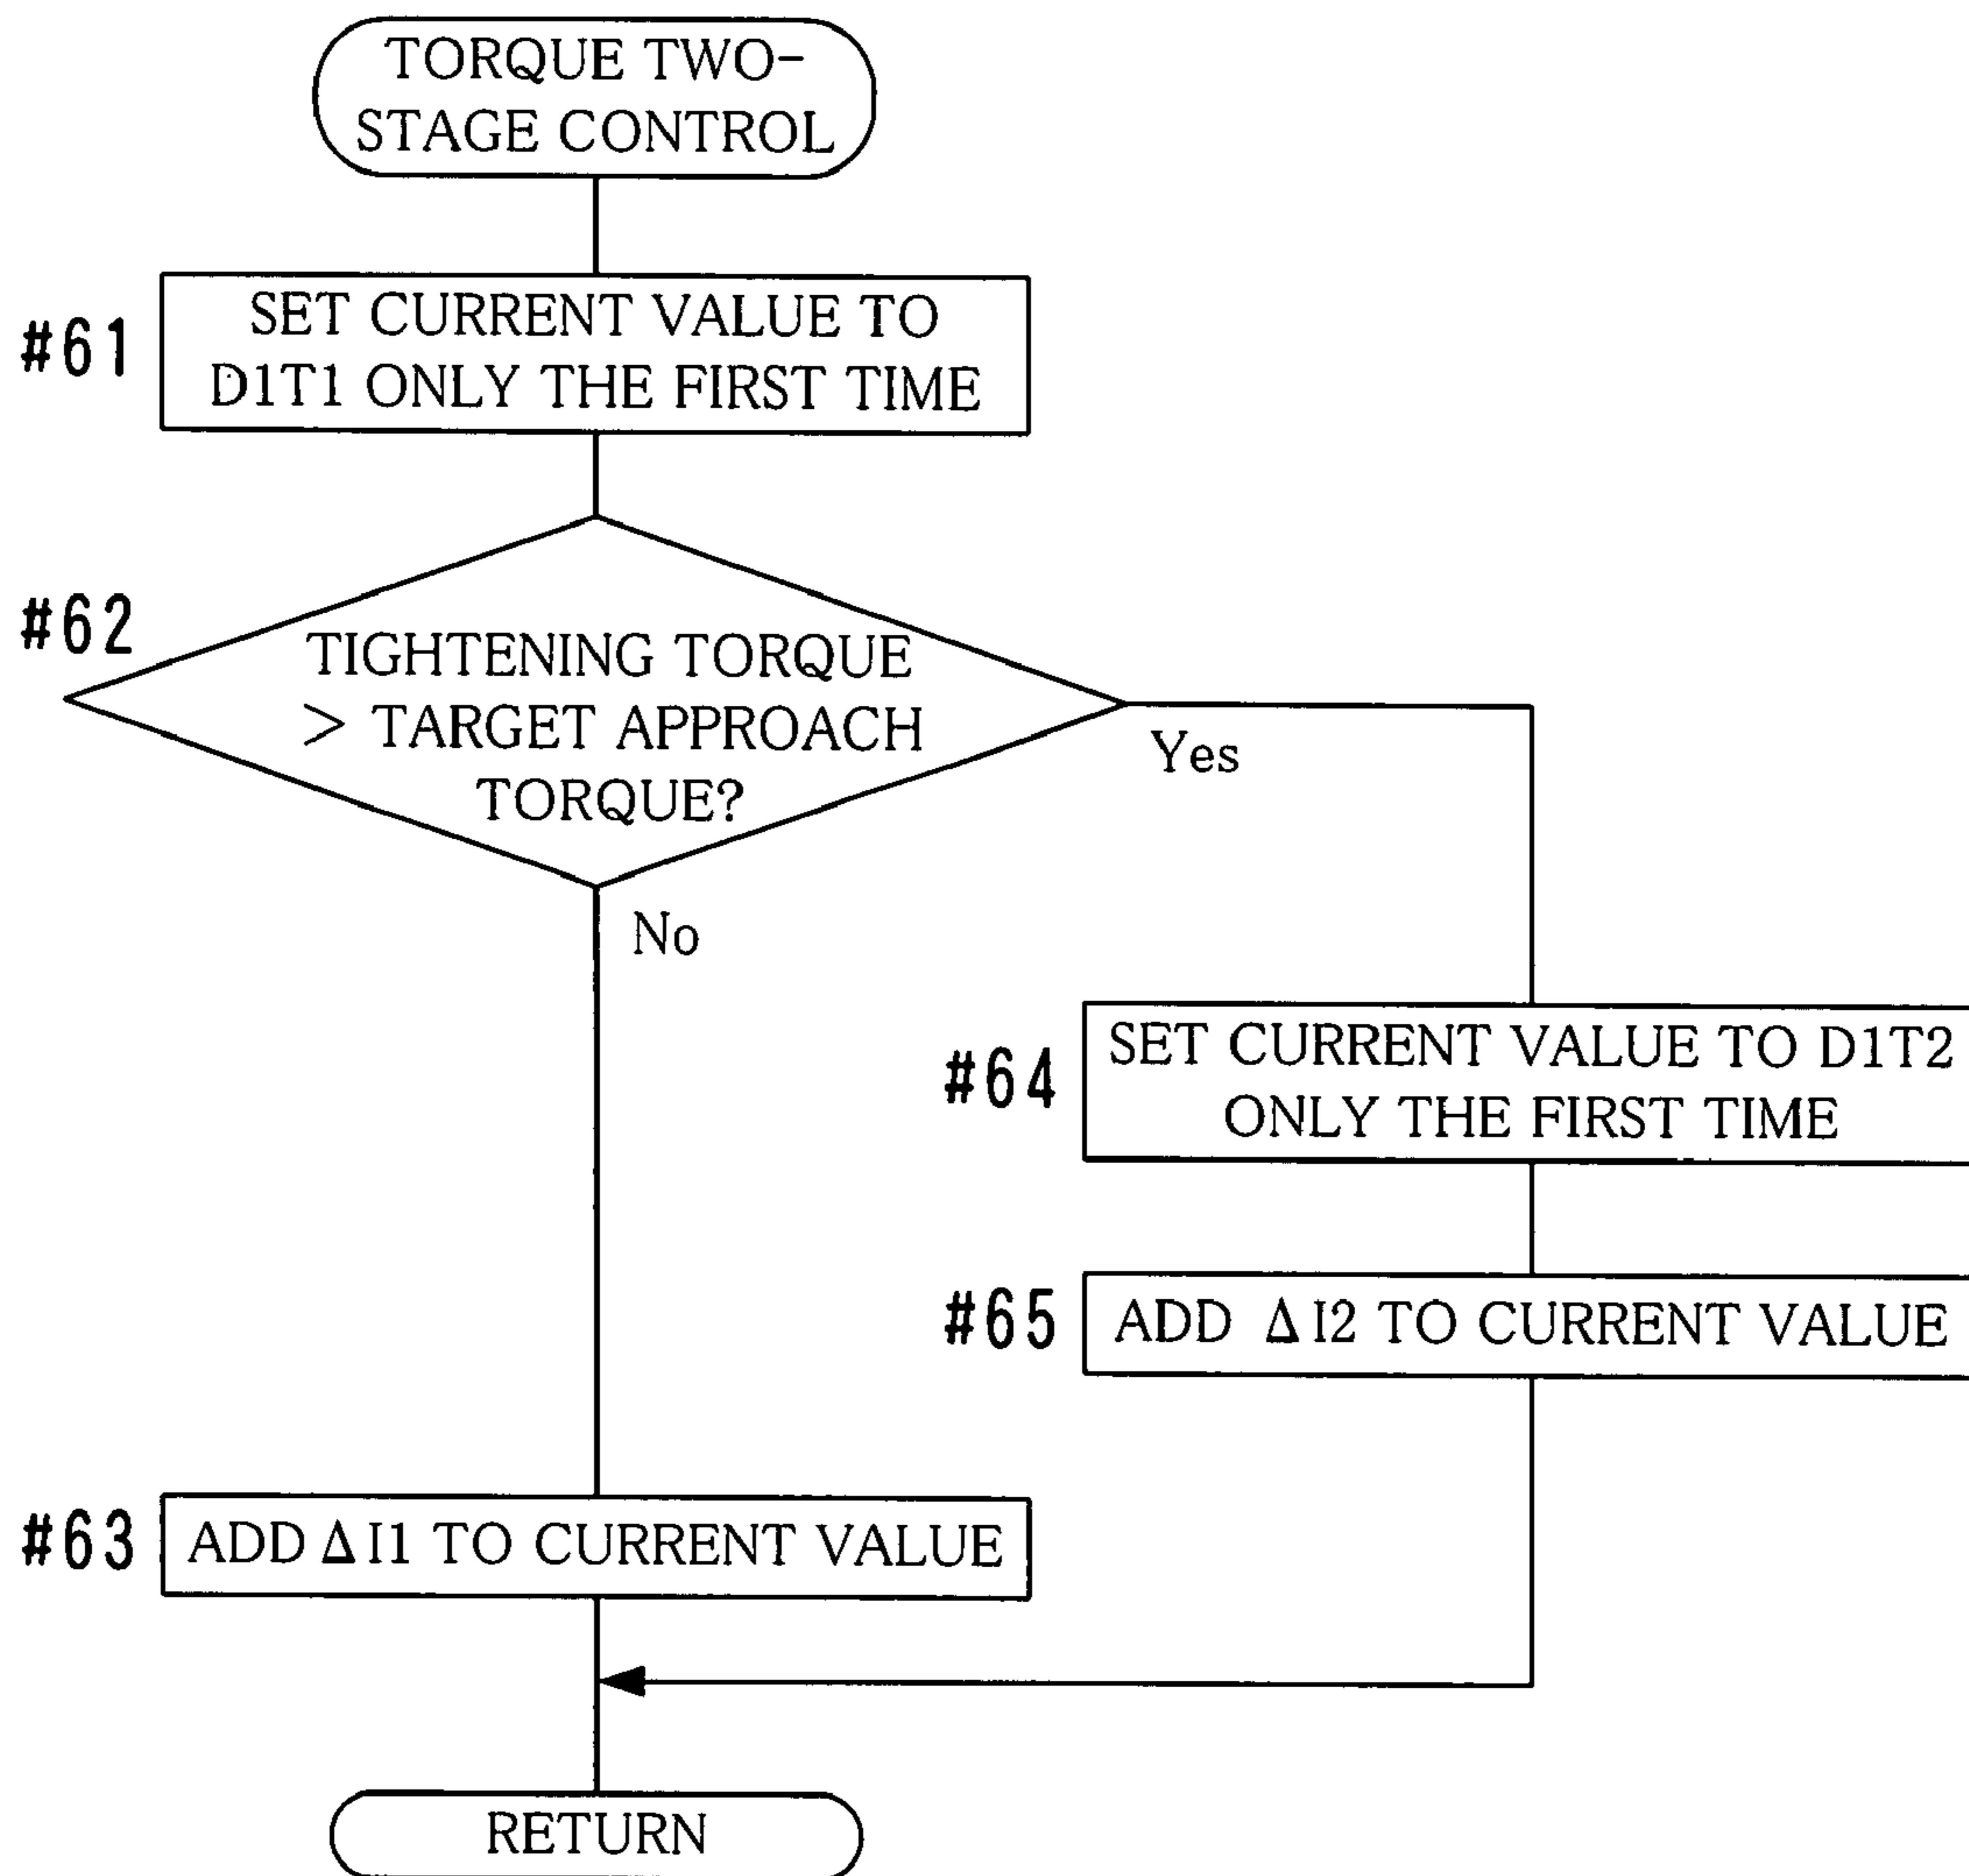 TORQUE TWO-
STAGE CONTROL
#61
SET CURRENT VALUE TO
D1T1 ONLY THE FIRST TIME
#62
TIGHTENING TORQUE
> TARGET APPROACH
TORQUE?
Yes
No
#64
SET CURRENT VALUE TO D1T2
ONLY THE FIRST TIME
#65
ADD ΔI2 TO CURRENT VALUE
#63
ADD ΔI1 TO CURRENT VALUE
RETURN